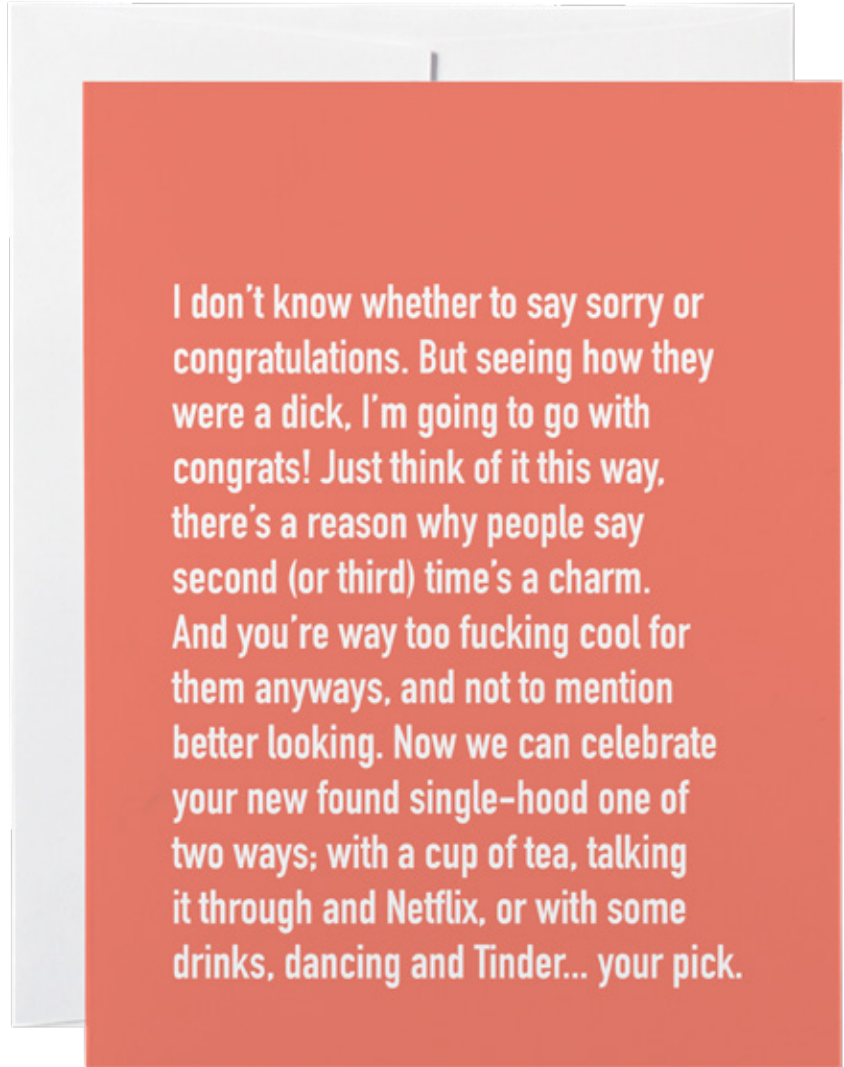 I don't know whether to say sorry or
congratulations. But seeing how they
were a dick, I'm going to go with
congrats! Just think of it this way,
there's a reason why people say
second (or third) time's a charm.
And you're way too fucking cool for
them anyways, and not to mention
better looking. Now we can celebrate
your new found single-hood one of
two ways; with a cup of tea, talking
it through and Netflix, or with some
drinks, dancing and Tinder... your pick.